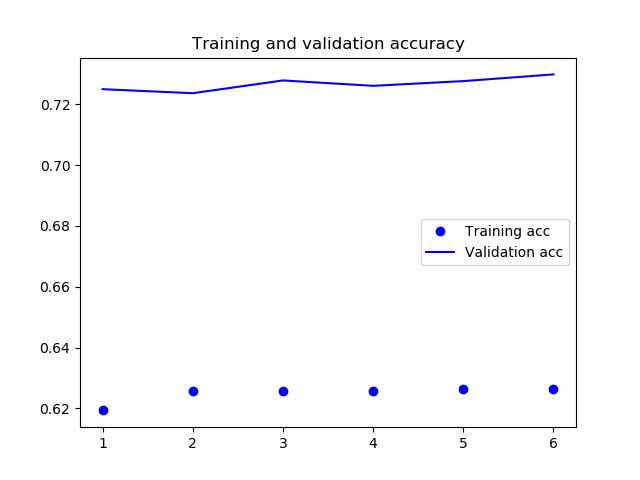 Training and validation accuracy
0.72
0.70
0.68
0.66
0.64
0.62
Training acc
Validation acc
1 2 3 4 5 6